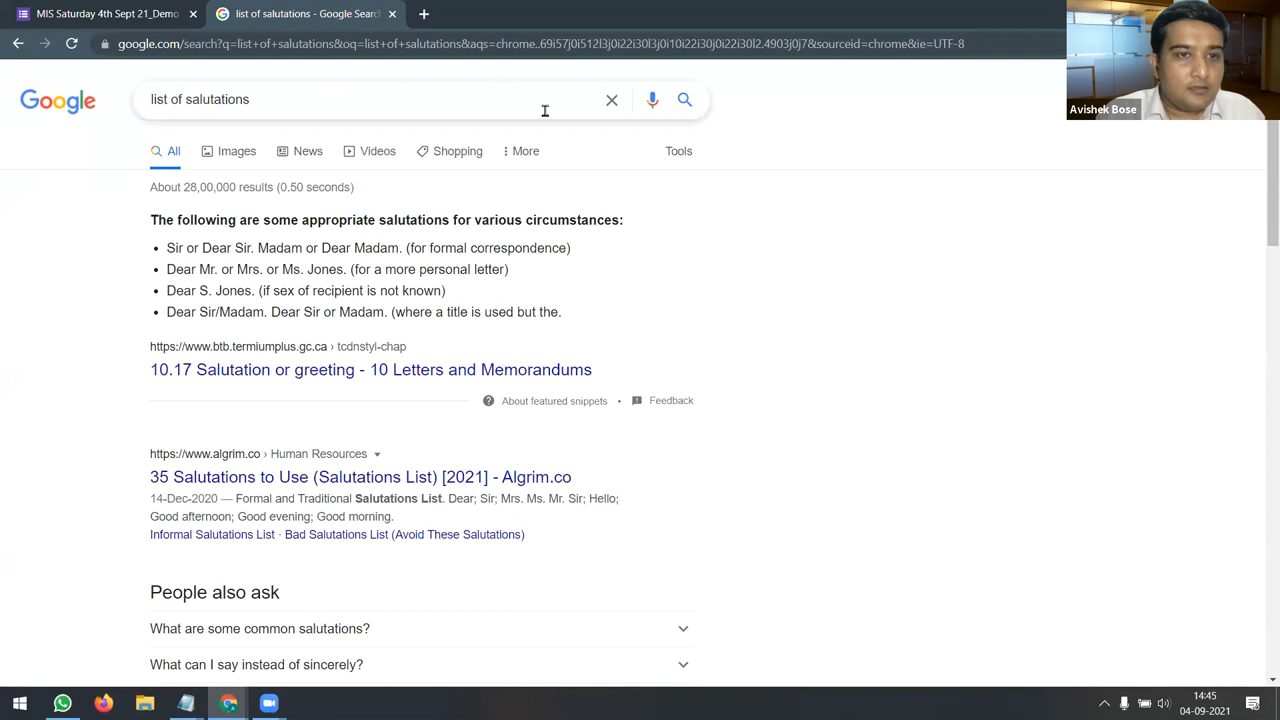 MIS Saturday 4th Sept 21_Demo
list of salutations - Google Search
google.com/search?q=list+of+salutations&oq=list+of+salutations&aqs=chrome..69i57j0i512l3j0i22i30l3j0i10i22i30j0i22i30l2.4903j0j7&sourceid=chrome&ie=UTF-8
Avishek Bose
Google
list of salutations
All Images News Videos Shopping More Tools
About 28,00,000 results (0.50 seconds)
The following are some appropriate salutations for various circumstances:
• Sir or Dear Sir. Madam or Dear Madam. (for formal correspondence)
• Dear Mr. or Mrs. or Ms. Jones. (for a more personal letter)
• Dear S. Jones. (if sex of recipient is not known)
• Dear Sir/Madam. Dear Sir or Madam. (where a title is used but the.
https://www.btb.termiumplus.gc.ca › tcdnstyl-chap
10.17 Salutation or greeting - 10 Letters and Memorandums
About featured snippets • Feedback
https://www.algrim.co › Human Resources
35 Salutations to Use (Salutations List) [2021] - Algrim.co
14-Dec-2020 — Formal and Traditional Salutations List. Dear; Sir; Mrs. Ms. Mr. Sir; Hello;
Good afternoon; Good evening; Good morning.
Informal Salutations List · Bad Salutations List (Avoid These Salutations)
People also ask
What are some common salutations?
What can I say instead of sincerely?
14:45
04-09-2021